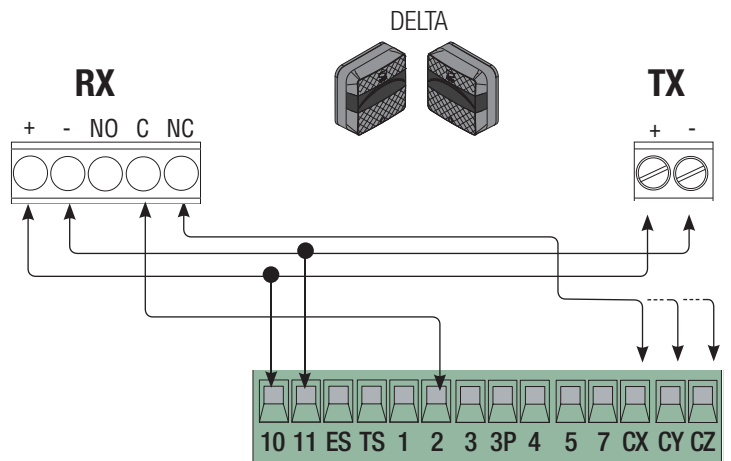 DELTA
RX
TX
+ - NO C NC
+ -
10 11 ES TS 1 2 3 3P 4 5 7 CX CY CZ